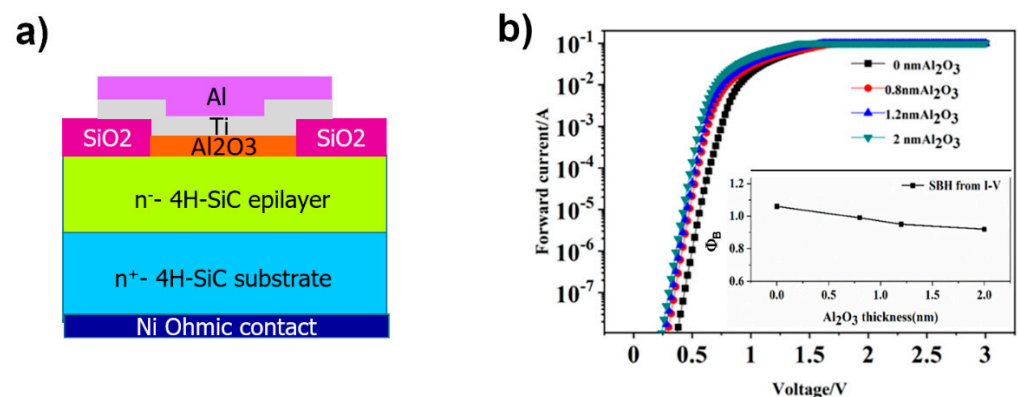 a)
Al
Ti
SiO2
SiO2
Al2O3
n⁻- 4H-SiC epilayer
n⁺- 4H-SiC substrate
Ni Ohmic contact
b)
Forward current/A
10⁻¹
10⁻²
10⁻³
10⁻⁴
10⁻⁵
10⁻⁶
10⁻⁷
0 nmAl₂O₃
0.8nmAl₂O₃
1.2nmAl₂O₃
2 nmAl₂O₃
SBH from I-V
Φ_B
1.2
1.0
0.8
0.6
0.0 0.5 1.0 1.5 2.0
Al₂O₃ thickness(nm)
0 0.5 1 1.5 2 2.5 3
Voltage/V